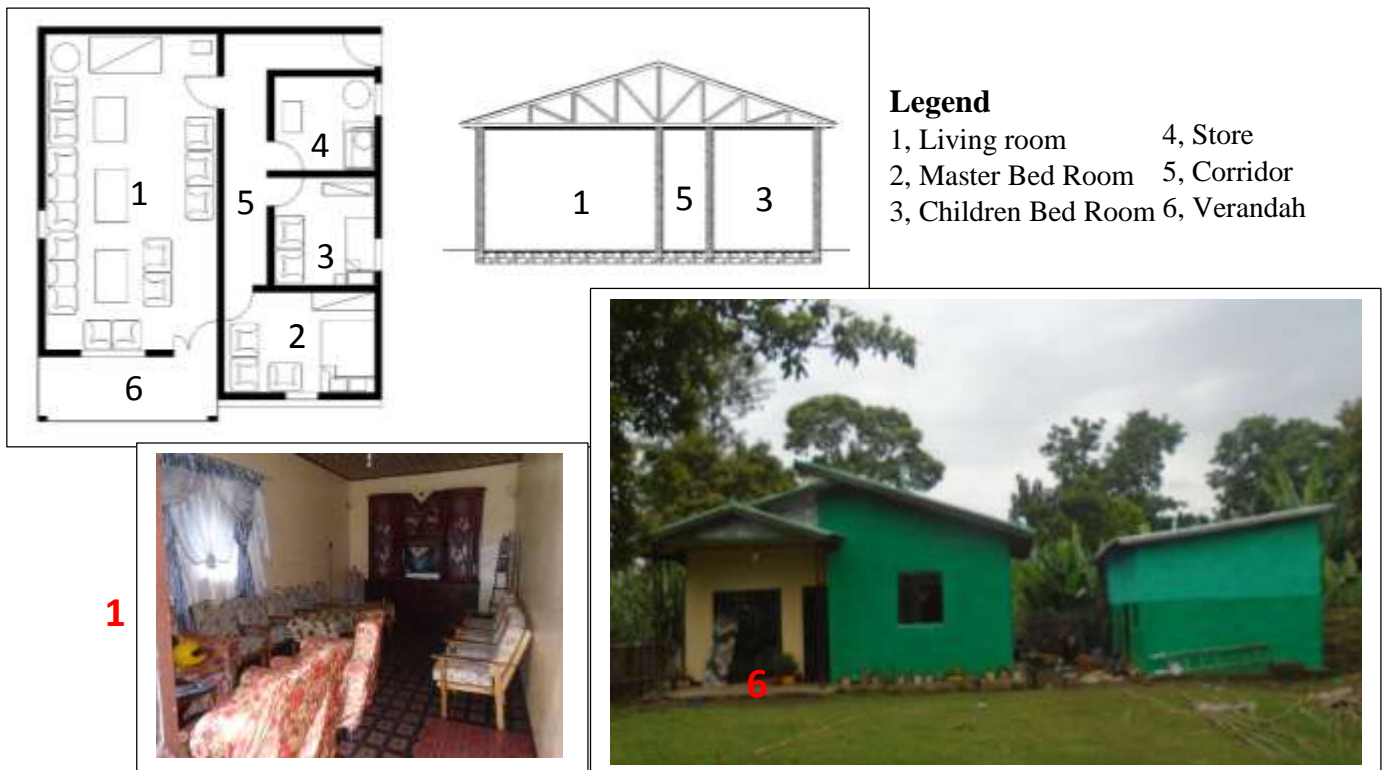 4
1
5
3
2
6
1
5
3
Legend
1, Living room
2, Master Bed Room
3, Children Bed Room
4, Store
5, Corridor
6, Verandah
1
6